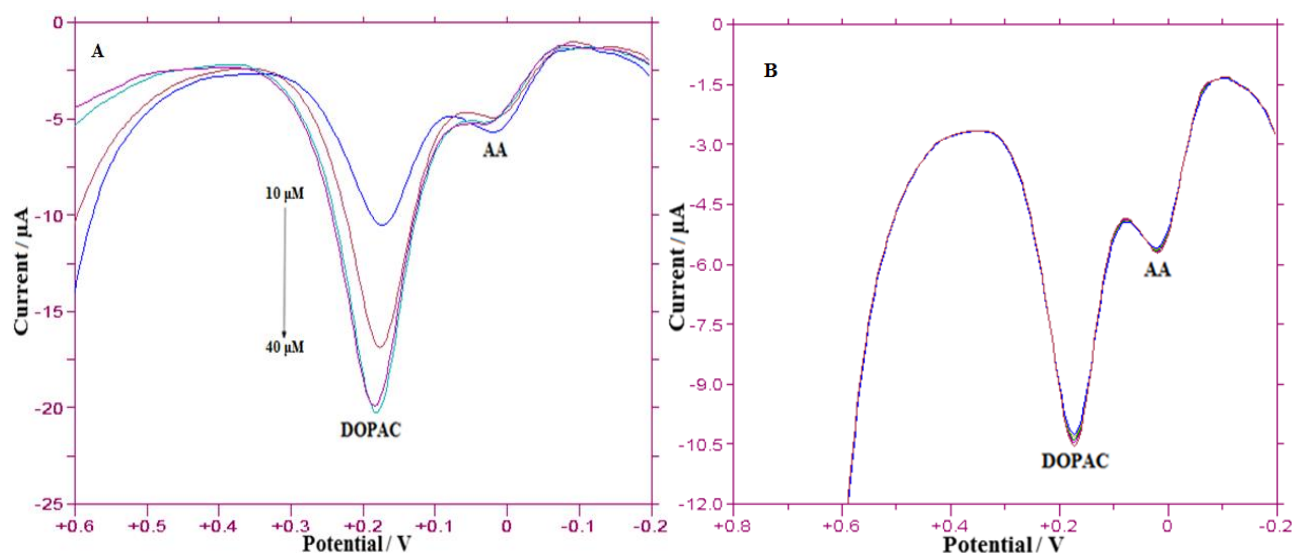 A
0
-5
-10
-15
-20
-25
Current / µA
10 µM
40 µM
AA
DOPAC
+0.6
+0.5
+0.4
+0.3
+0.2
+0.1
0
-0.1
-0.2
Potential / V
B
0
-1.5
-3.0
-4.5
-6.0
-7.5
-9.0
-10.5
-12.0
Current / µA
AA
DOPAC
+0.8
+0.6
+0.4
+0.2
0
-0.2
Potential / V